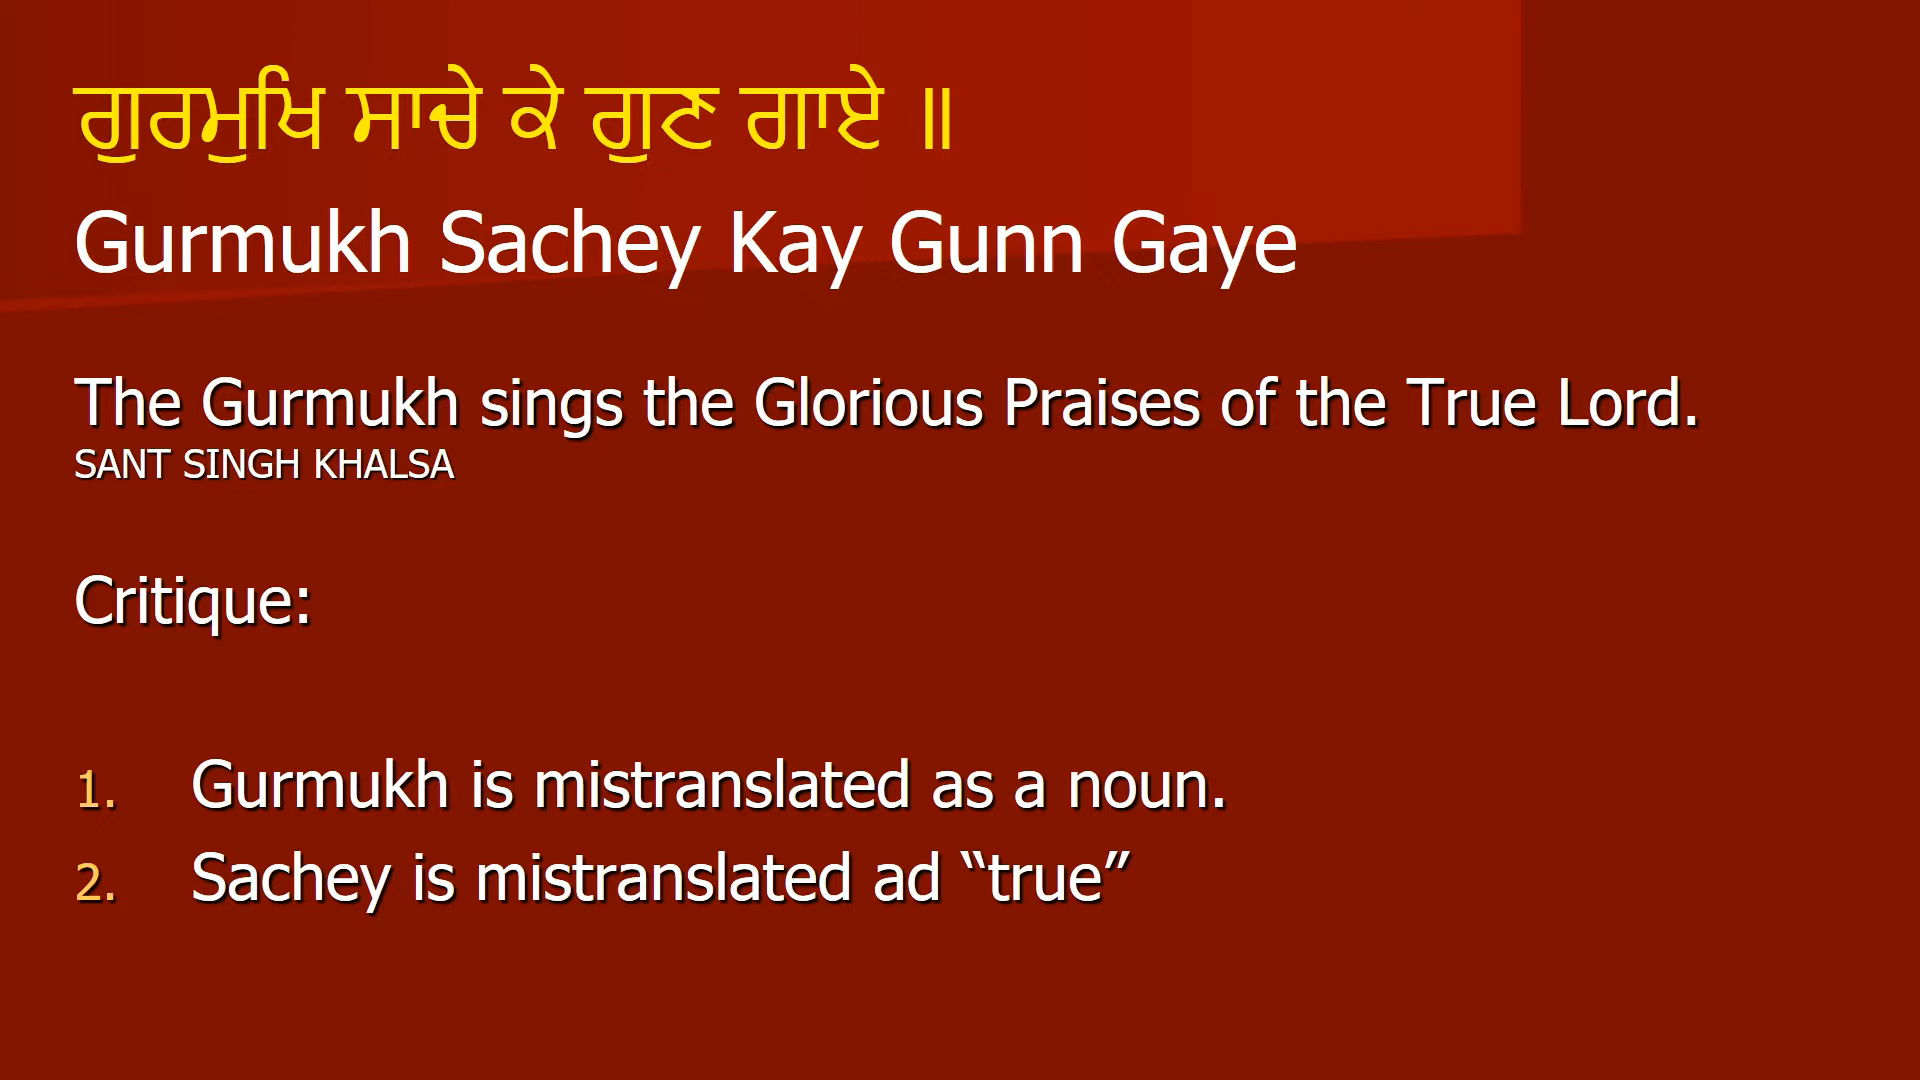 ਗੁਰਮੁਖਿ ਸਾਚੇ ਕੇ ਗੁਣ ਗਾਏ ॥
Gurmukh Sachey Kay Gunn Gaye
The Gurmukh sings the Glorious Praises of the True Lord.
SANT SINGH KHALSA
Critique:
1. Gurmukh is mistranslated as a noun.
2. Sachey is mistranslated ad “true”